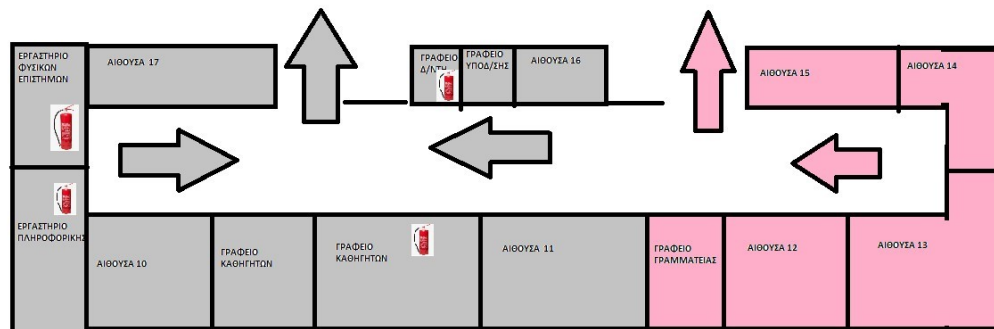 ΕΡΓΑΣΤΗΡΙΟ
ΦΥΣΙΚΩΝ
ΕΠΙΣΤΗΜΩΝ
ΑΙΘΟΥΣΑ 17
ΓΡΑΦΕΙΟ
Δ/ΝΤΗ
ΓΡΑΦΕΙΟ
ΥΠΟΔ/ΣΗΣ
ΑΙΘΟΥΣΑ 16
ΑΙΘΟΥΣΑ 15
ΑΙΘΟΥΣΑ 14
ΕΡΓΑΣΤΗΡΙΟ
ΠΛΗΡΟΦΟΡΙΚΗΣ
ΑΙΘΟΥΣΑ 10
ΓΡΑΦΕΙΟ
ΚΑΘΗΓΗΤΩΝ
ΓΡΑΦΕΙΟ
ΚΑΘΗΓΗΤΩΝ
ΑΙΘΟΥΣΑ 11
ΓΡΑΦΕΙΟ
ΓΡΑΜΜΑΤΕΙΑΣ
ΑΙΘΟΥΣΑ 12
ΑΙΘΟΥΣΑ 13